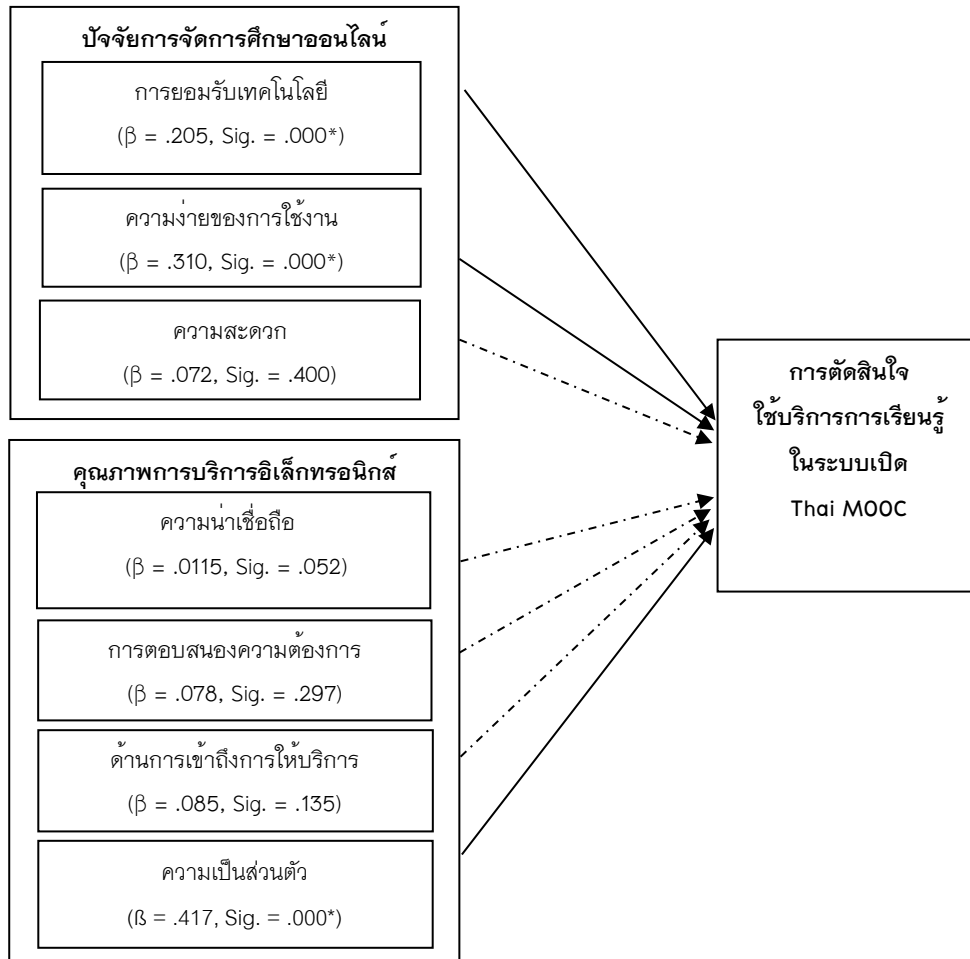 ปัจจัยการจัดการศึกษาออนไลน์
การยอมรับเทคโนโลยี
(β = .205, Sig. = .000*)
ความง่ายของการใช้งาน
(β = .310, Sig. = .000*)
ความสะดวก
(β = .072, Sig. = .400)
คุณภาพการบริการอิเล็กทรอนิกส์
ความน่าเชื่อถือ
(β = .0115, Sig. = .052)
การตอบสนองความต้องการ
(β = .078, Sig. = .297)
ด้านการเข้าถึงการให้บริการ
(β = .085, Sig. = .135)
ความเป็นส่วนตัว
(ß = .417, Sig. = .000*)
การตัดสินใจ
ใช้บริการการเรียนรู้
ในระบบเปิด
Thai MOOC